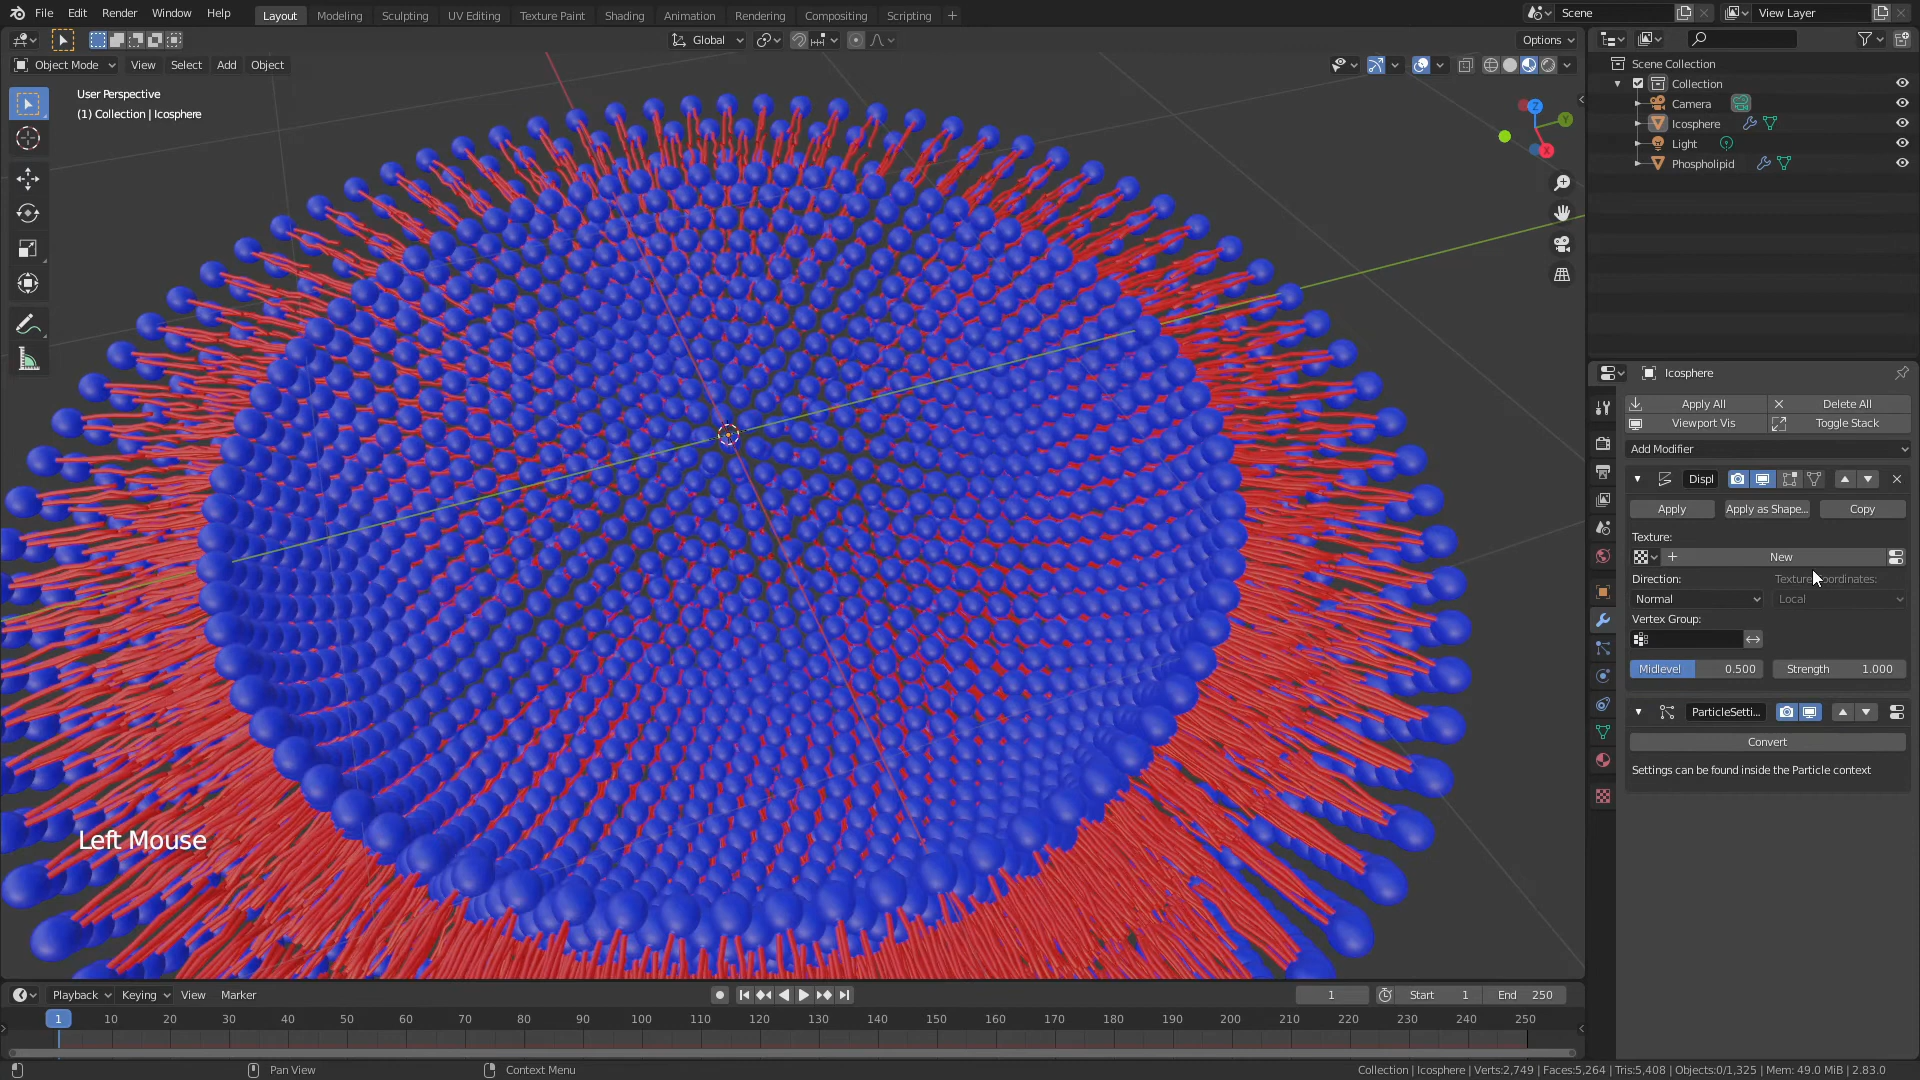 File Edit Render Window Help Layout Modeling Sculpting UV Editing Texture Paint Shading Animation Rendering Compositing Scripting + Scene View Layer
Global Options
Object Mode View Select Add Object
User Perspective
(1) Collection | Icosphere
Z
Y
X
Scene Collection
Collection
Camera
Icosphere
Light
Phospholipid
Icosphere
Apply All Delete All
Viewport Vis Toggle Stack
Add Modifier
Displ
Apply Apply as Shape... Copy
Texture:
New
Direction:
Normal Local
Vertex Group:
Midlevel 0.500 Strength 1.000
ParticleSetti...
Convert
Settings can be found inside the Particle context
Left Mouse
Playback Keying View Marker 1 Start 1 End 250
1 10 20 30 40 50 60 70 80 90 100 110 120 130 140 150 160 170 180 190 200 210 220 230 240 250
Pan View Context Menu Collection | Icosphere | Verts:2,749 | Faces:5,264 | Tris:5,408 | Objects:0/1,325 | Mem: 49.0 MiB | 2.83.0